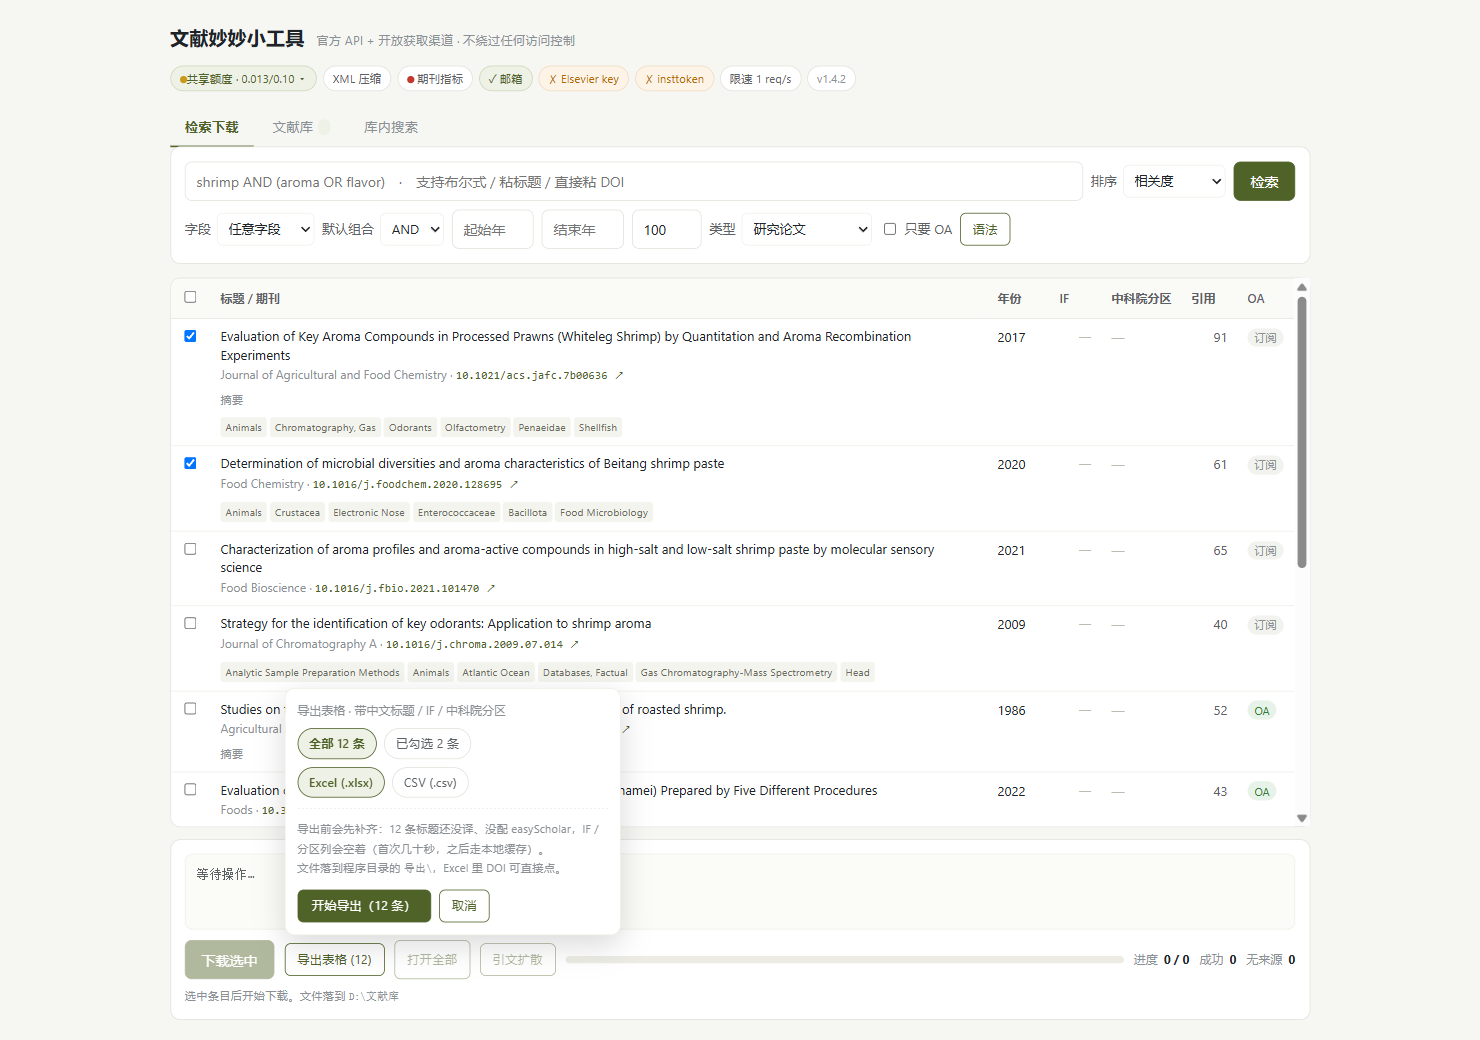 文献妙妙小工具 官方 API + 开放获取渠道 · 不绕过任何访问控制
共享额度 · 0.013/0.10 XML 压缩 期刊指标 ✓ 邮箱 ✗ Elsevier key ✗ insttoken 限速 1 req/s v1.4.2
检索下载 文献库 库内搜索
shrimp AND (aroma OR flavor) · 支持布尔式 / 粘标题 / 直接粘 DOI 排序 相关度 检索
字段 任意字段 默认组合 AND 起始年 结束年 100 类型 研究论文 只要 OA 语法
标题 / 期刊 年份 IF 中科院分区 引用 OA
Evaluation of Key Aroma Compounds in Processed Prawns (Whiteleg Shrimp) by Quantitation and Aroma Recombination 2017 — — 91 订阅
Experiments
Journal of Agricultural and Food Chemistry · 10.1021/acs.jafc.7b00636 ↗
摘要
Animals Chromatography, Gas Odorants Olfactometry Penaeidae Shellfish
Determination of microbial diversities and aroma characteristics of Beitang shrimp paste 2020 — — 61 订阅
Food Chemistry · 10.1016/j.foodchem.2020.128695 ↗
Animals Crustacea Electronic Nose Enterococcaceae Bacillota Food Microbiology
Characterization of aroma profiles and aroma-active compounds in high-salt and low-salt shrimp paste by molecular sensory 2021 — — 65 订阅
science
Food Bioscience · 10.1016/j.fbio.2021.101470 ↗
Strategy for the identification of key odorants: Application to shrimp aroma 2009 — — 40 订阅
Journal of Chromatography A · 10.1016/j.chroma.2009.07.014 ↗
Analytic Sample Preparation Methods Animals Atlantic Ocean Databases, Factual Gas Chromatography-Mass Spectrometry Head
Studies on of roasted shrimp. 1986 — — 52 OA
Agricultural ↗
摘要
Evaluation Prepared by Five Different Procedures 2022 — — 43 OA
Foods · 10.3
导出表格 · 带中文标题 / IF / 中科院分区
全部 12 条 已勾选 2 条
Excel (.xlsx) CSV (.csv)
导出前会先补齐：12 条标题还没译、没配 easyScholar，IF /
分区列会空着（首次几十秒，之后走本地缓存）。
文件落到程序目录的 导出\，Excel 里 DOI 可直接点。
开始导出（12 条） 取消
等待操作…
下载选中 导出表格 (12) 打开全部 引文扩散 进度 0 / 0 成功 0 无来源 0
选中条目后开始下载。文件落到 D:\文献库